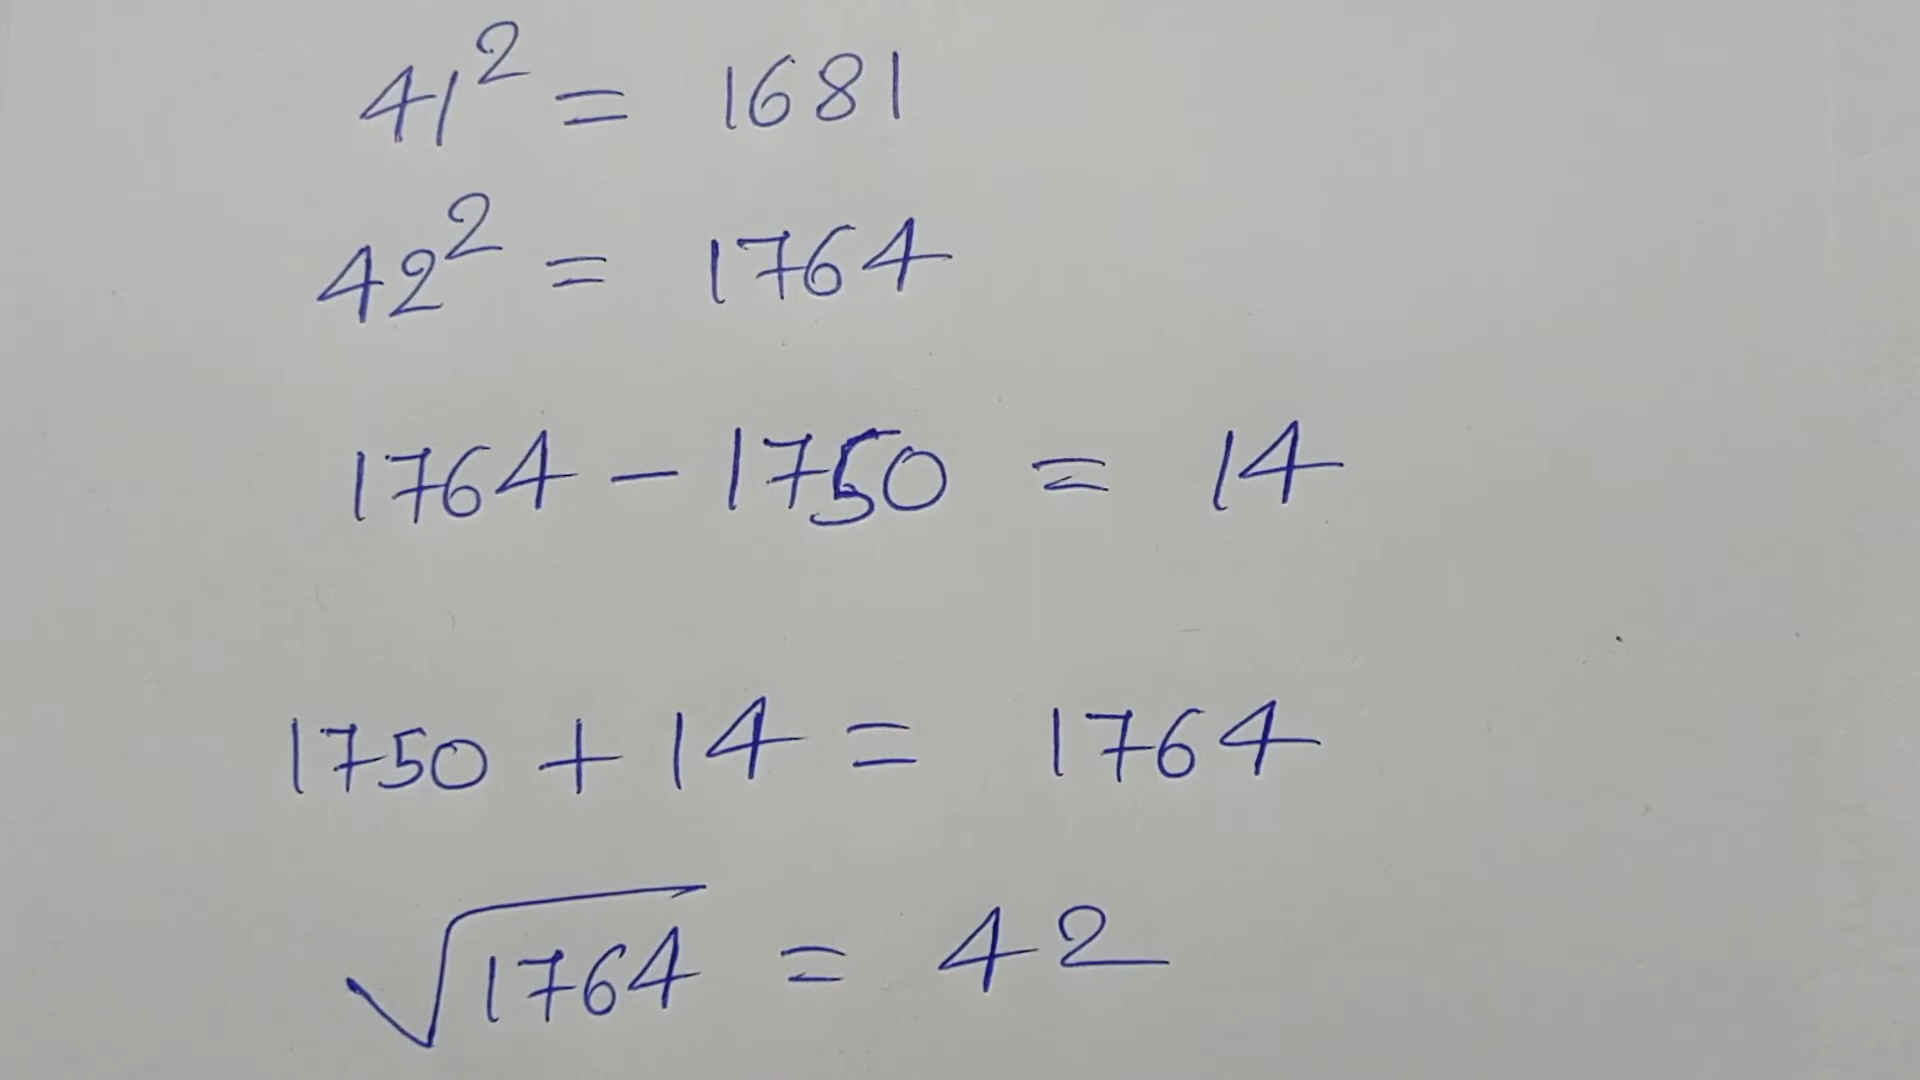 41² = 1681
42² = 1764
1764 - 1750 = 14
1750 + 14 = 1764
√1764 = 42